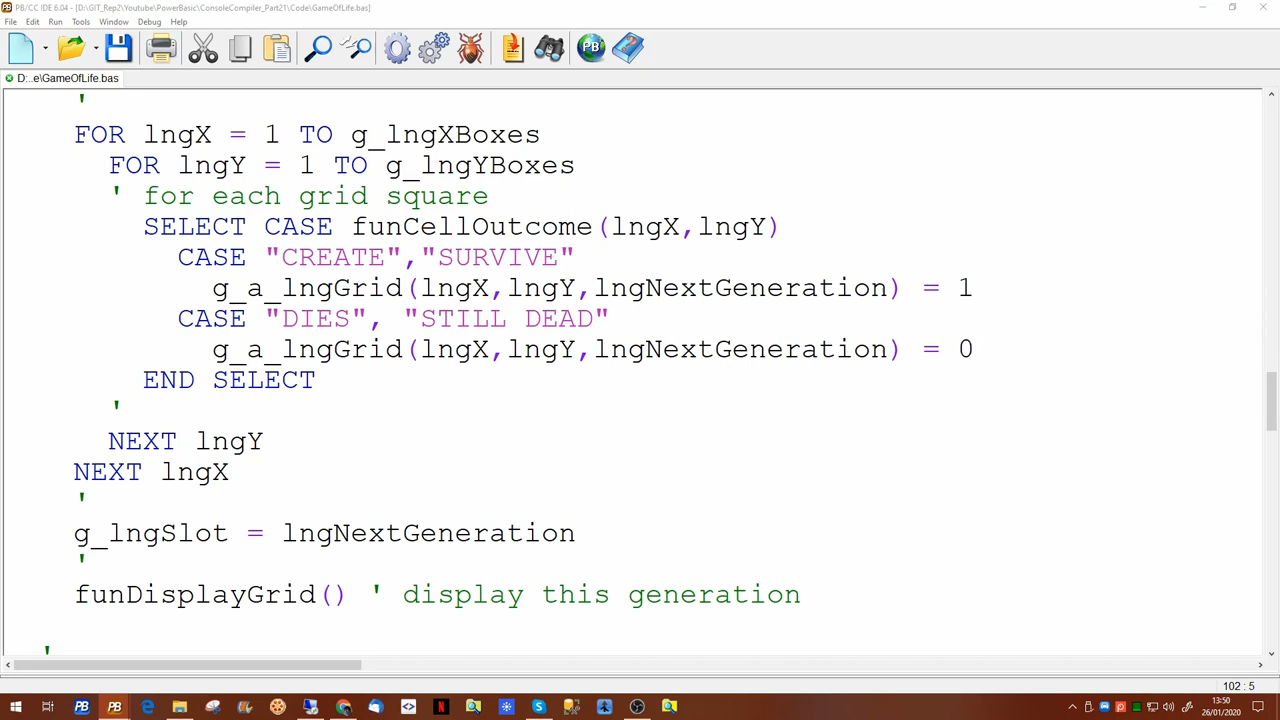 PB/CC IDE 6.04 - [D:\GIT_Rep2\Youtube\PowerBasic\ConsoleCompiler_Part21\Code\GameOfLife.bas]
File Edit Run Tools Window Debug Help
PB
D:..e\GameOfLife.bas
'
FOR lngX = 1 TO g_lngXBoxes
FOR lngY = 1 TO g_lngYBoxes
' for each grid square
SELECT CASE funCellOutcome(lngX,lngY)
CASE "CREATE","SURVIVE"
g_a_lngGrid(lngX,lngY,lngNextGeneration) = 1
CASE "DIES", "STILL DEAD"
g_a_lngGrid(lngX,lngY,lngNextGeneration) = 0
END SELECT
'
NEXT lngY
NEXT lngX
'
g_lngSlot = lngNextGeneration
'
funDisplayGrid() ' display this generation
'
102 : 5
PB PB
13:50
26/01/2020